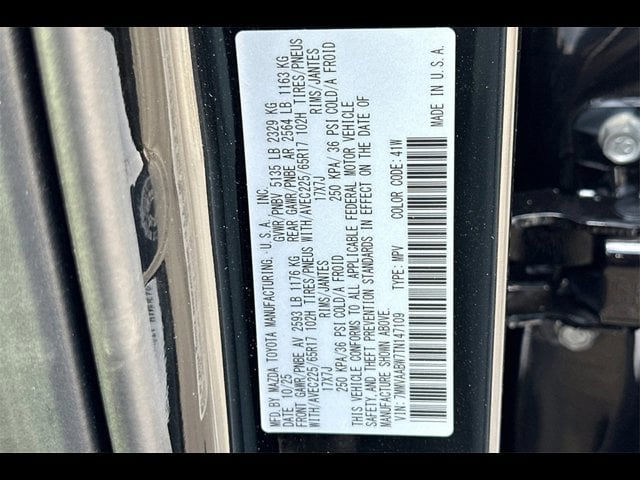 MFD. BY MAZDA TOYOTA MANUFACTURING, U.S.A., INC.
DATE 10/25 GVWR/PNBV 5135 LB 2329 KG
FRONT GAWR/PNBE AV 2593 LB 1176 KG REAR GAWR/PNBE AR 2564 LB 1163 KG
WITH/AVEC225/65R17 102H TIRES/PNEUS WITH/AVEC225/65R17 102H TIRES/PNEUS
17X7J RIMS/JANTES 17X7J RIMS/JANTES
250 KPA/36 PSI COLD/A FROID 250 KPA/ 36 PSI COLD/A FROID
THIS VEHICLE CONFORMS TO ALL APPLICABLE FEDERAL MOTOR VEHICLE
SAFETY, AND THEFT PREVENTION STANDARDS IN EFFECT ON THE DATE OF
MANUFACTURE SHOWN ABOVE.
VIN: 7MMVAABW7TN147109 TYPE: MPV COLOR CODE: 41W
MADE IN U.S.A.